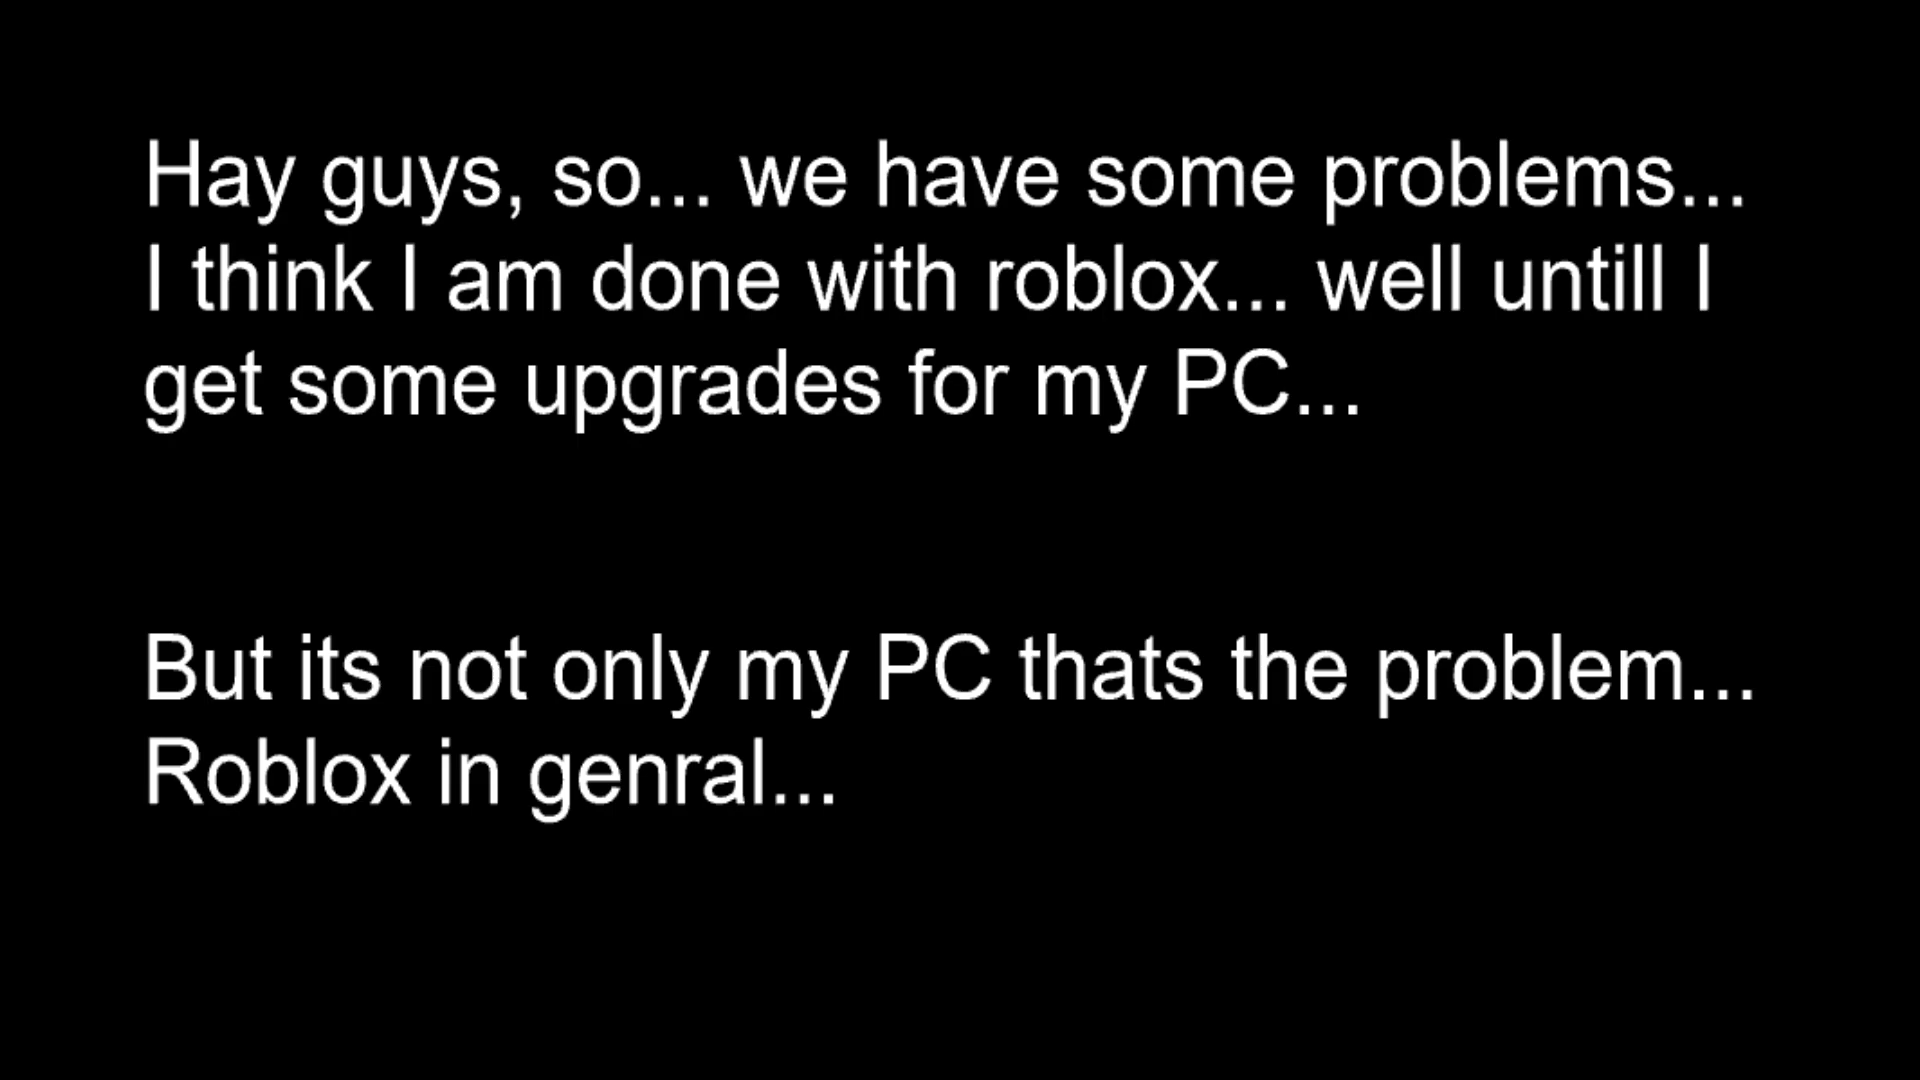 Hay guys, so... we have some problems...
I think I am done with roblox... well untill I
get some upgrades for my PC...
But its not only my PC thats the problem...
Roblox in genral...